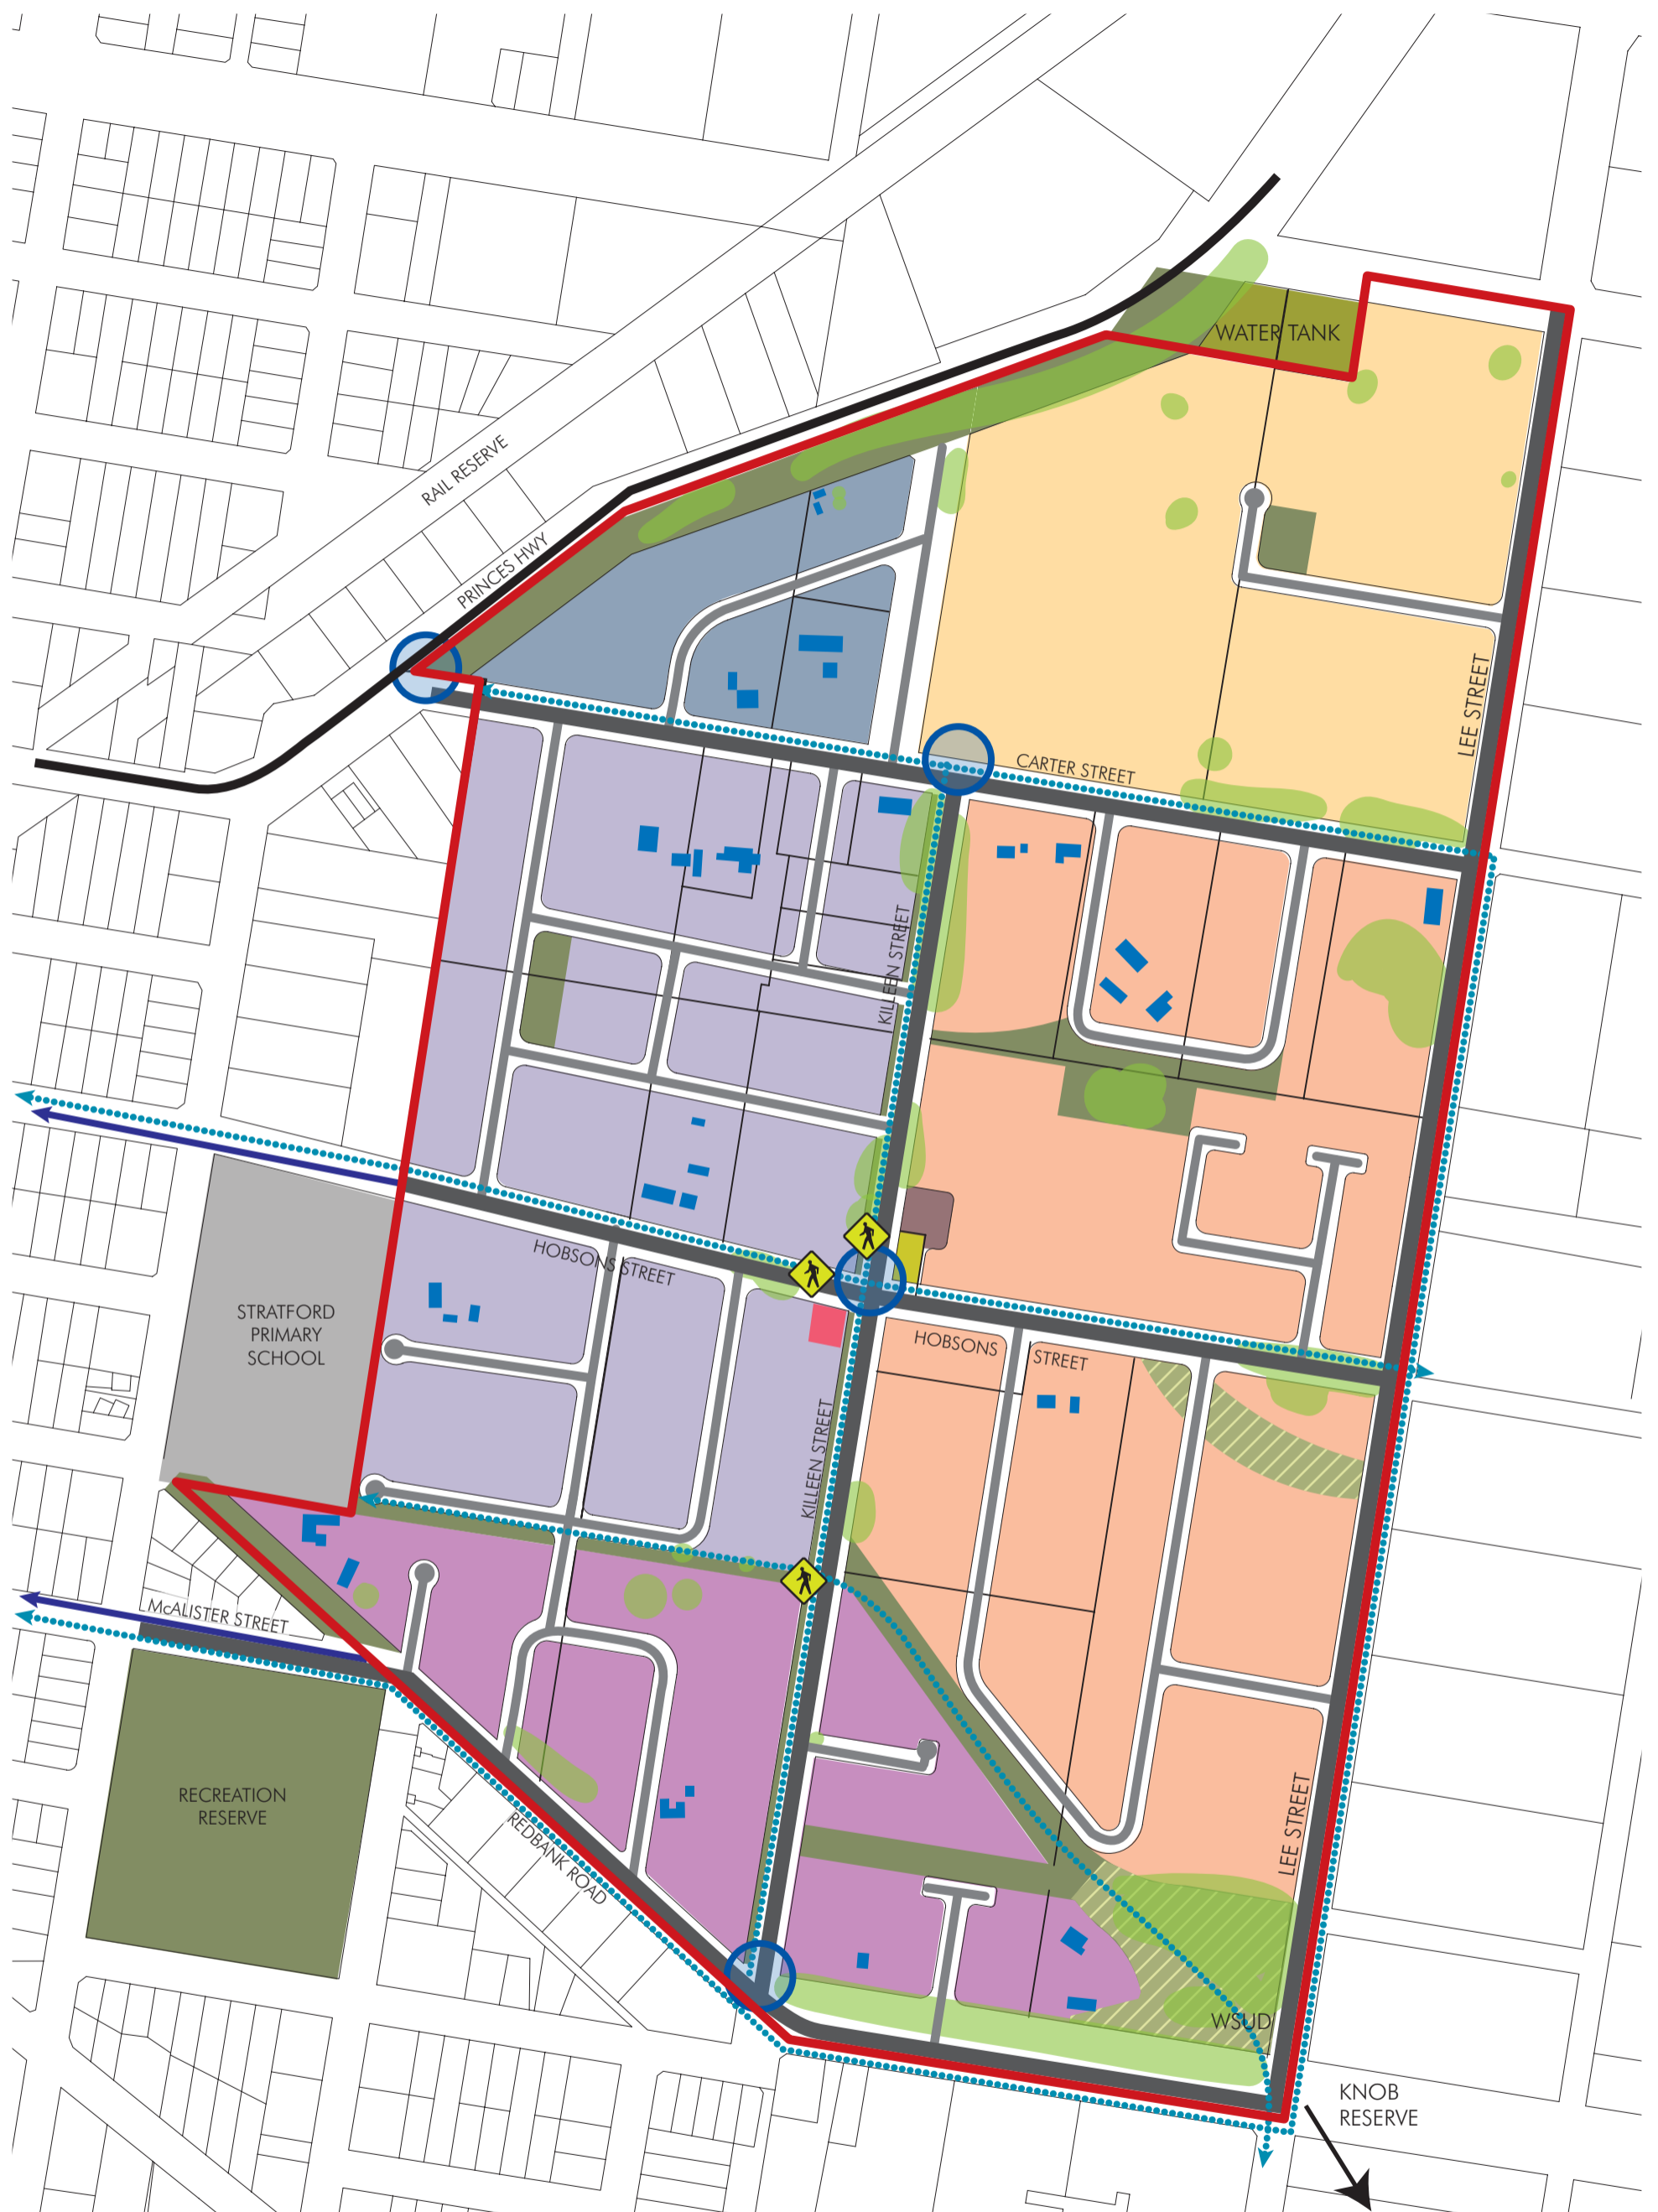 WATER TANK
RAIL RESERVE
PRINCES HWY
LEE STREET
CARTER STREET
KILLEEN STREET
HOBSONS STREET
STRATFORD
PRIMARY
SCHOOL
HOBSONS STREET
KILLEEN STREET
McALISTER STREET
RECREATION
RESERVE
REDBANK ROAD
LEE STREET
WSUD
KNOB
RESERVE